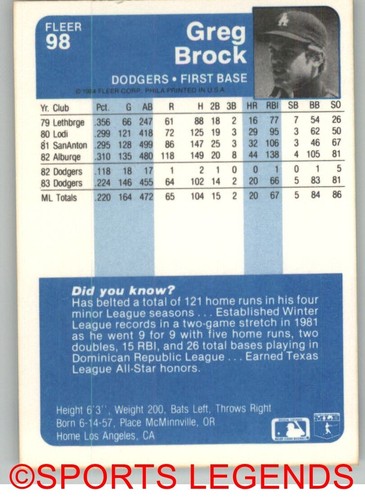 FLEER
98
Greg
Brock
DODGERS • FIRST BASE
©1984 FLEER CORP. PHILA PRINTED IN U.S.A.
Yr. Club Pct. G AB R H 2B 3B HR RBI SB BB SO
79 Lethbrge .356 66 247 61 88 18 2 16 77 7 54 26
80 Lodi .299 121 418 72 125 19 3 29 95 3 62 50
81 SanAnton .295 128 499 86 147 25 3 32 106 3 46 67
82 Alburge .310 135 480 118 149 20 8 44 138 4 105 81
82 Dodgers .118 18 17 1 2 1 0 0 1 0 1 5
83 Dodgers .224 146 455 64 102 14 2 20 66 5 83 81
ML Totals .220 164 472 65 104 15 2 20 67 5 84 86
Did you know?
Has belted a total of 121 home runs in his four
minor League seasons . . . Established Winter
League records in a two-game stretch in 1981
as he went 9 for 9 with five home runs, two
doubles, 15 RBI, and 26 total bases playing in
Dominican Republic League . . . Earned Texas
League All-Star honors.
Height 6'3", Weight 200, Bats Left, Throws Right
Born 6-14-57, Place McMinnville, OR
Home Los Angeles, CA
©SPORTS LEGENDS